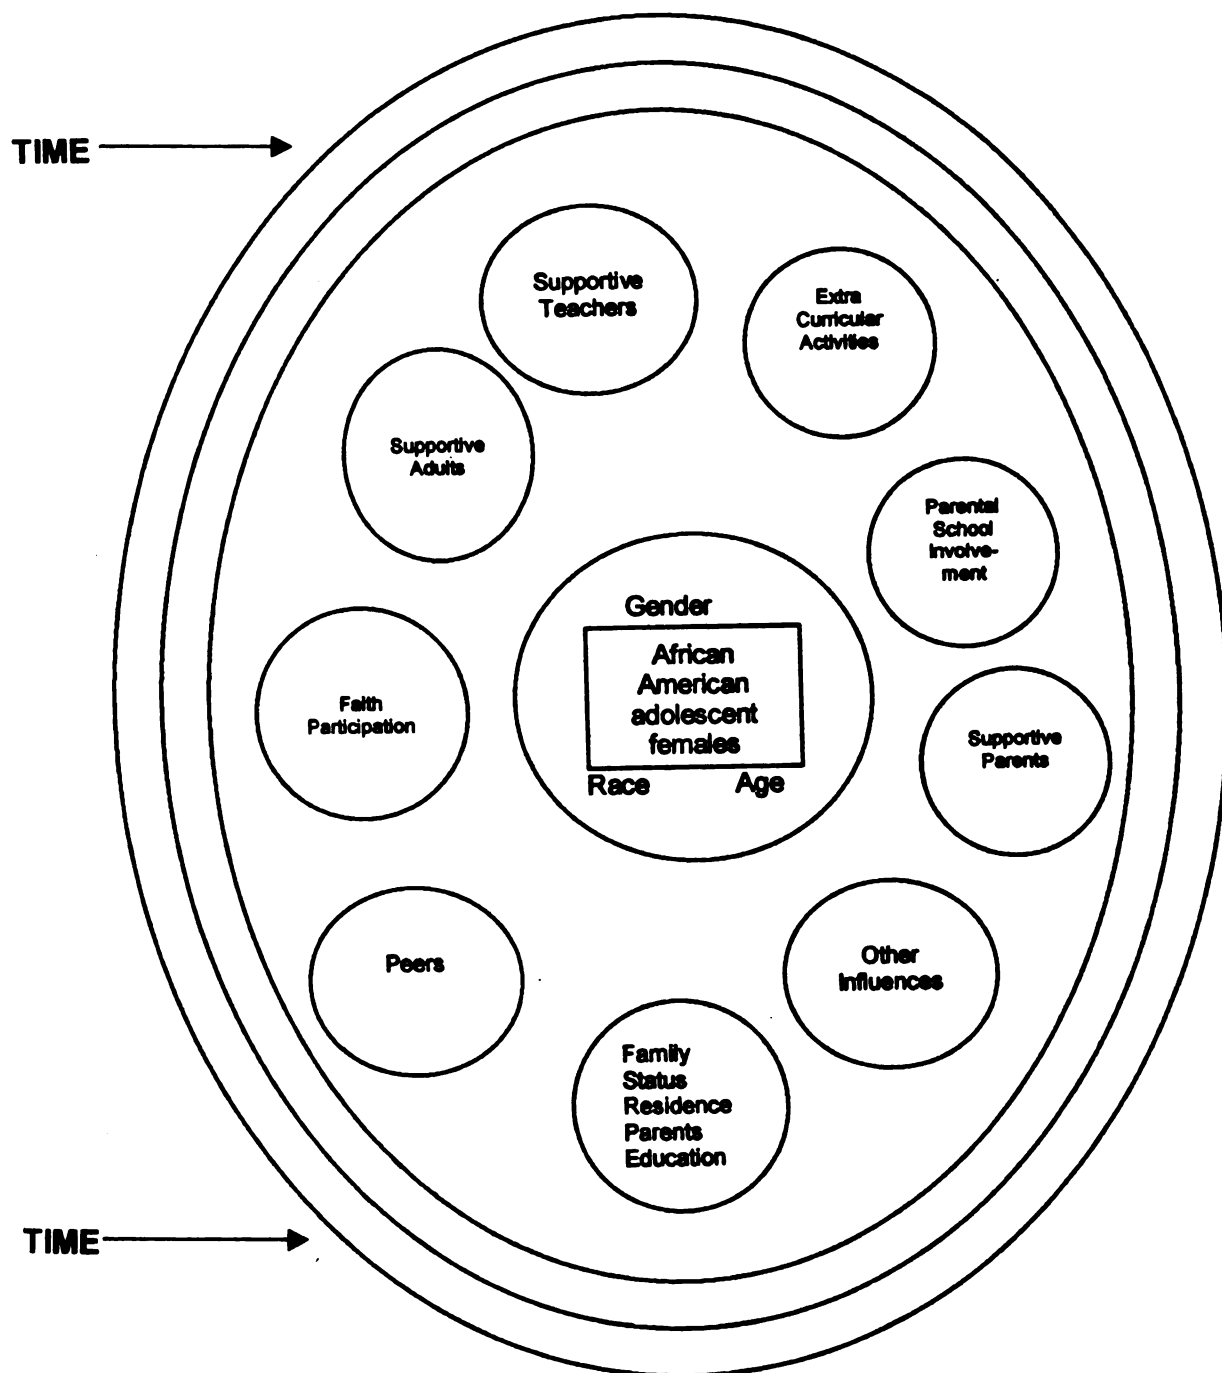 TIME
Supportive
Teachers
Extra
Curricular
Activities
Supportive
Adults
Parental
School
Involve-
ment
Gender
African
American
adolescent
females
Race Age
Faith
Participation
Supportive
Parents
Peers
Other
Influences
Family
Status
Residence
Parents
Education
TIME